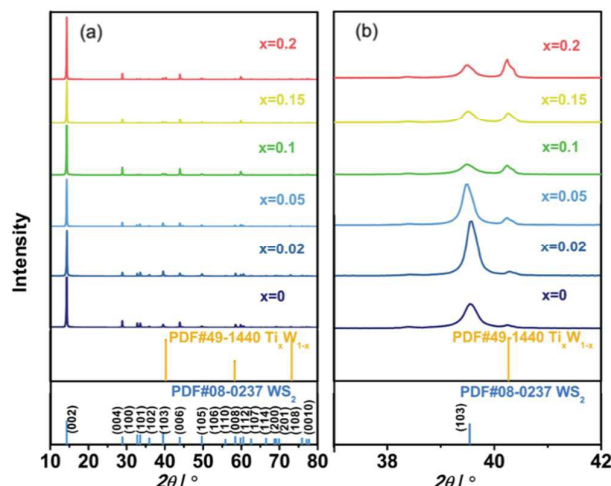 (a)
x=0.2
x=0.15
x=0.1
x=0.05
x=0.02
x=0
PDF#49-1440 TiₓW₁₋ₓ
PDF#08-0237 WS₂
(002)
(004)
(100)
(101)
(102)
(103)
(006)
(105)
(106)
(110)
(008)
(112)
(107)
(114)
(200)
(201)
(108)
(0010)
10 20 30 40 50 60 70 80
2θ / °
Intensity
(b)
x=0.2
x=0.15
x=0.1
x=0.05
x=0.02
x=0
PDF#49-1440 TiₓW₁₋ₓ
PDF#08-0237 WS₂
(103)
38 40 42
2θ / °